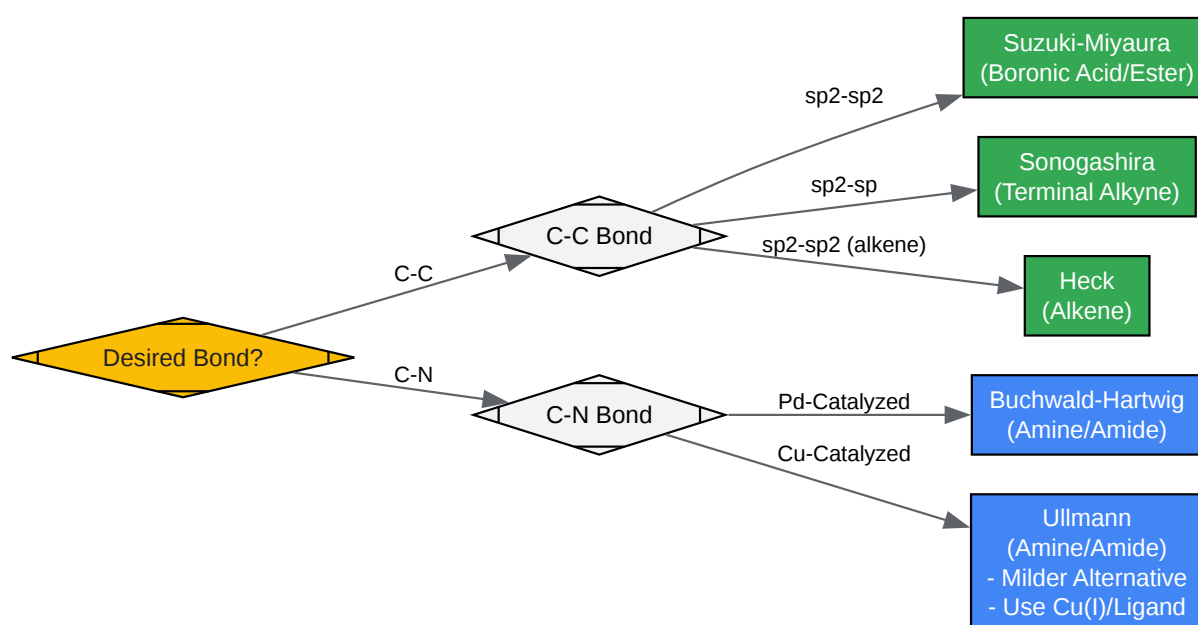 Suzuki-Miyaura
(Boronic Acid/Ester)
sp2-sp2
Sonogashira
(Terminal Alkyne)
sp2-sp
C-C Bond
sp2-sp2 (alkene)
Heck
(Alkene)
C-C
Desired Bond?
C-N
C-N Bond
Pd-Catalyzed
Buchwald-Hartwig
(Amine/Amide)
Cu-Catalyzed
Ullmann
(Amine/Amide)
- Milder Alternative
- Use Cu(I)/Ligand